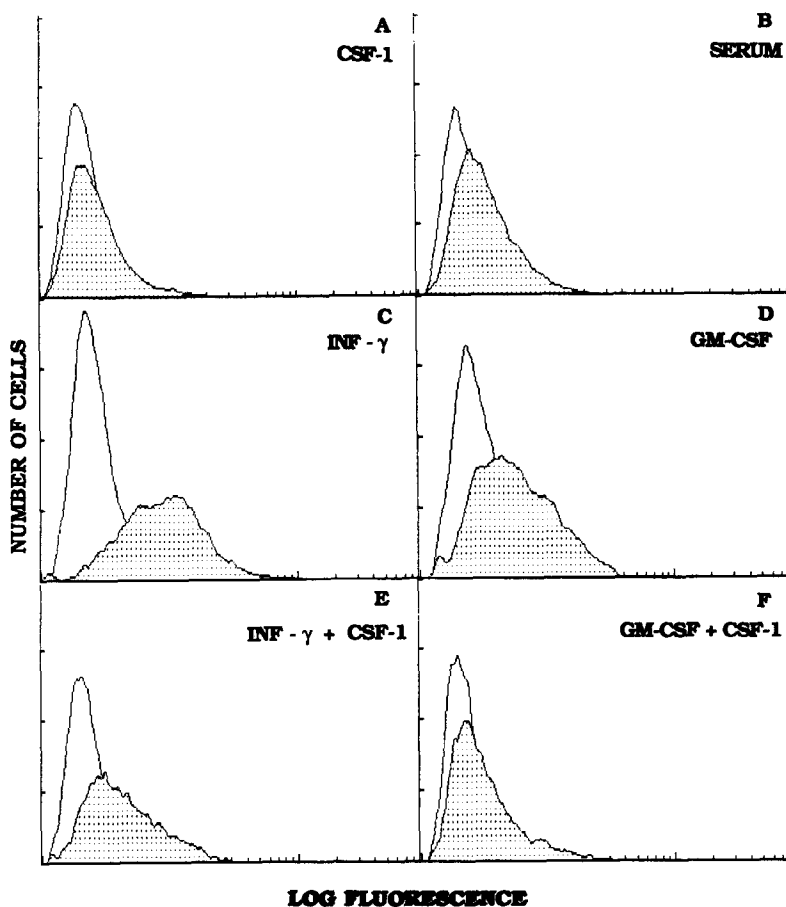 A
CSF-1
B
SERUM
C
INF - γ
D
GM-CSF
E
INF - γ + CSF-1
F
GM-CSF + CSF-1
NUMBER OF CELLS
LOG FLUORESCENCE